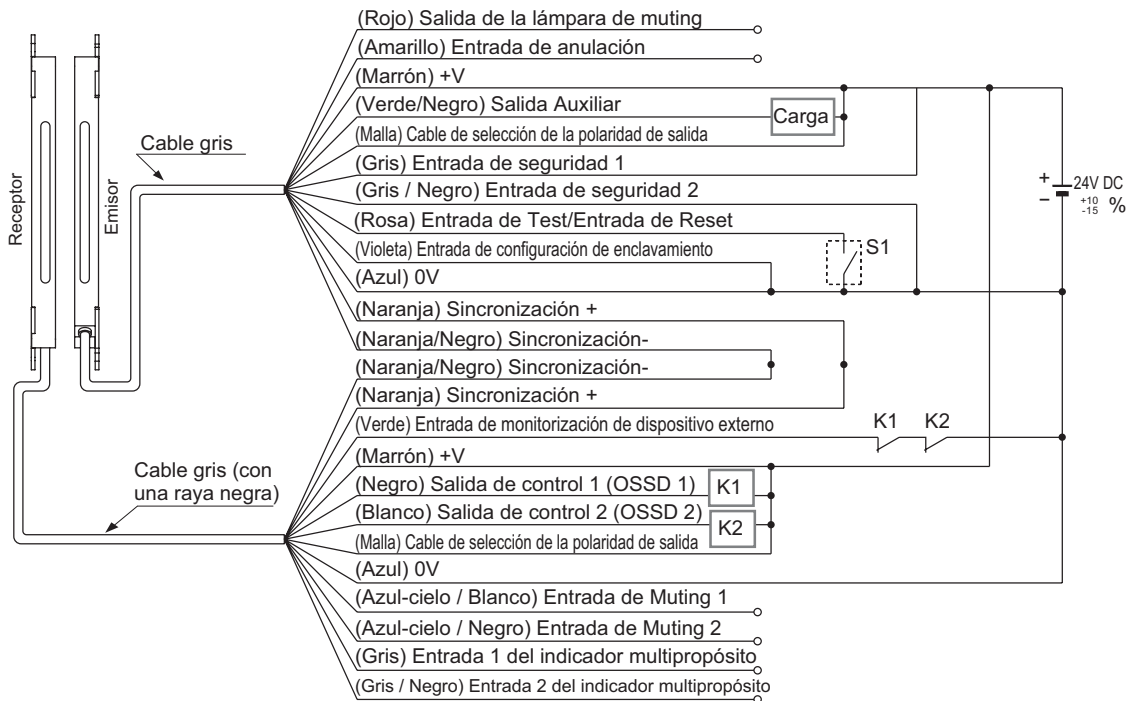 (Rojo) Salida de la lámpara de muting
(Amarillo) Entrada de anulación
(Marrón) +V
(Verde/Negro) Salida Auxiliar
Carga
(Malla) Cable de selección de la polaridad de salida
(Gris) Entrada de seguridad 1
(Gris / Negro) Entrada de seguridad 2
(Rosa) Entrada de Test/Entrada de Reset
(Violeta) Entrada de configuración de enclavamiento
S1
(Azul) 0V
(Naranja) Sincronización +
(Naranja/Negro) Sincronización-
(Naranja/Negro) Sincronización-
(Naranja) Sincronización +
(Verde) Entrada de monitorización de dispositivo externo
K1
K2
(Marrón) +V
(Negro) Salida de control 1 (OSSD 1)
K1
(Blanco) Salida de control 2 (OSSD 2)
K2
(Malla) Cable de selección de la polaridad de salida
(Azul) 0V
(Azul-cielo / Blanco) Entrada de Muting 1
(Azul-cielo / Negro) Entrada de Muting 2
(Gris) Entrada 1 del indicador multipropósito
(Gris / Negro) Entrada 2 del indicador multipropósito
Receptor
Emisor
Cable gris
Cable gris (con
una raya negra)
+
−
24V DC
+10
-15 %